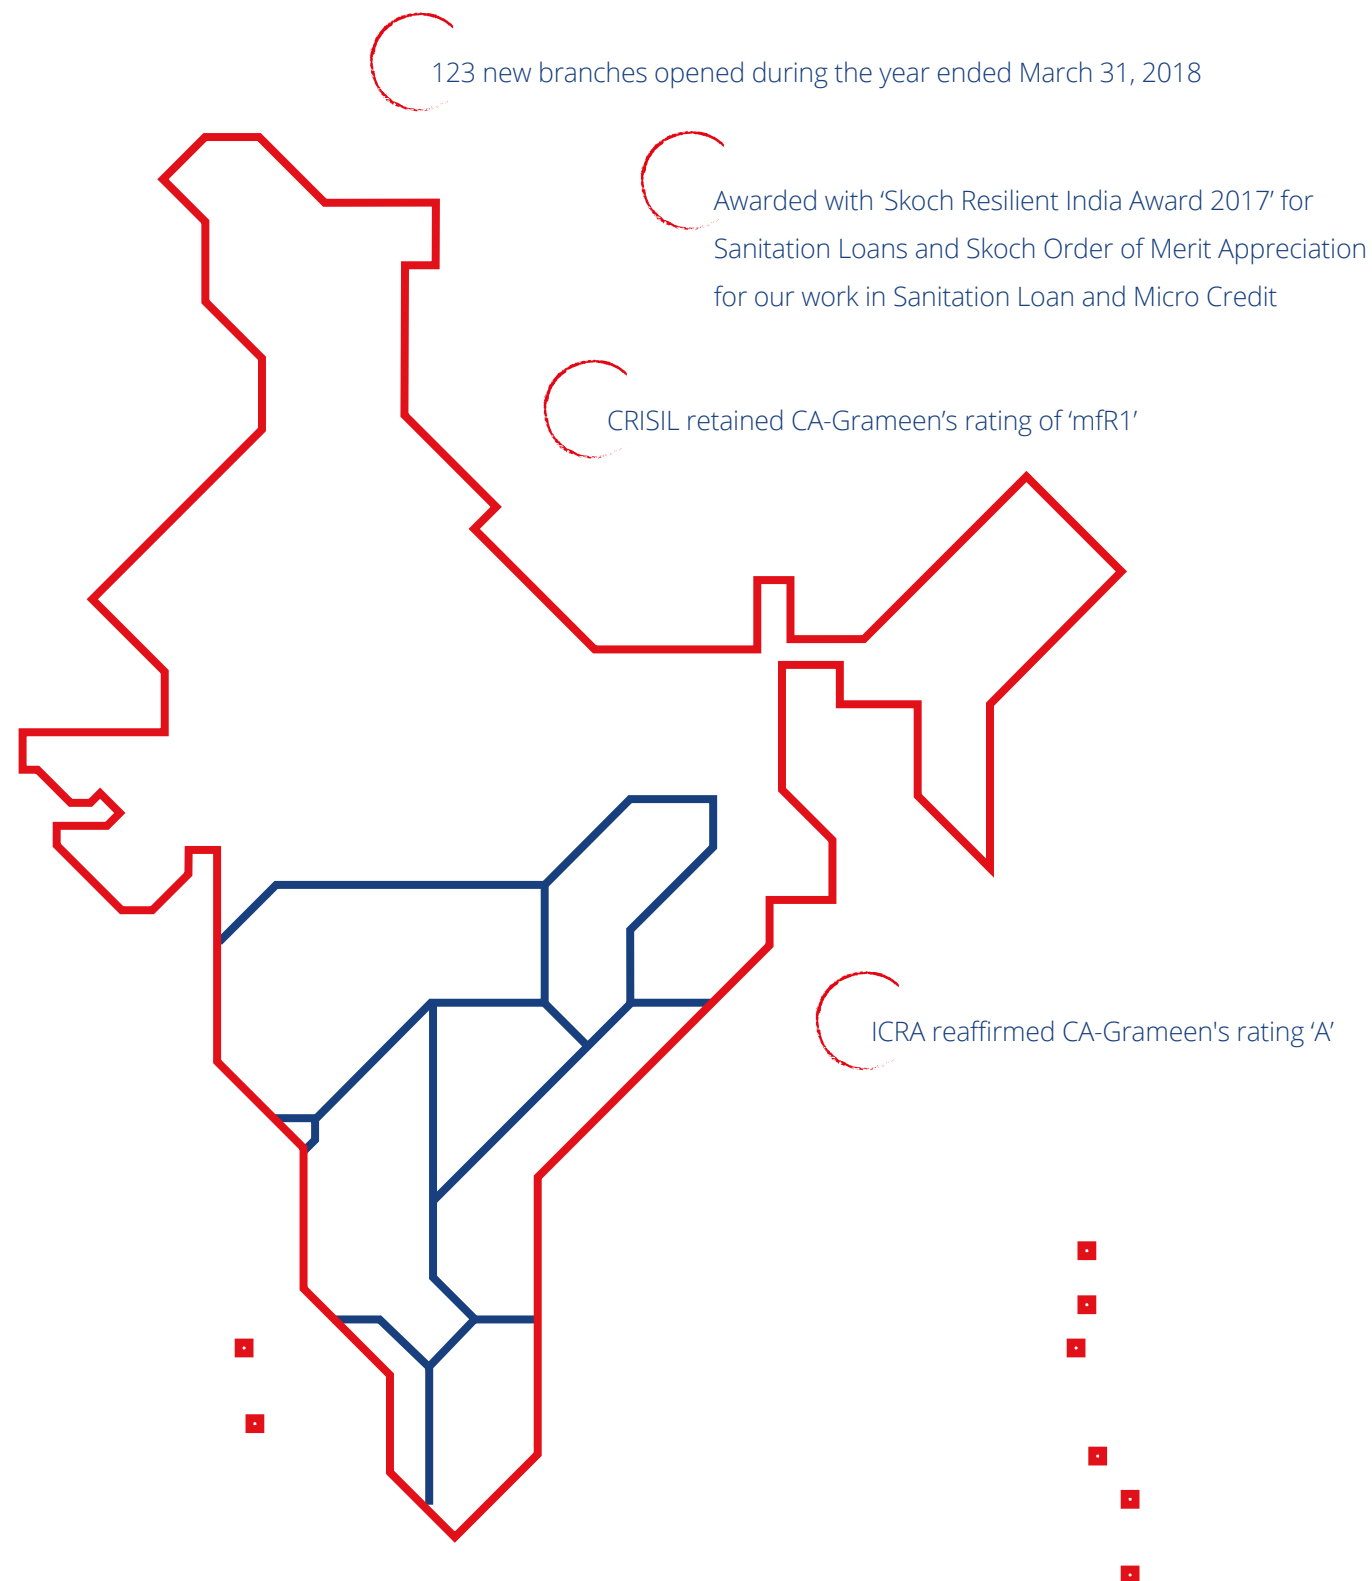 123 new branches opened during the year ended March 31, 2018
Awarded with ‘Skoch Resilient India Award 2017’ for
Sanitation Loans and Skoch Order of Merit Appreciation
for our work in Sanitation Loan and Micro Credit
CRISIL retained CA-Grameen’s rating of ‘mfR1’
ICRA reaffirmed CA-Grameen's rating ‘A’